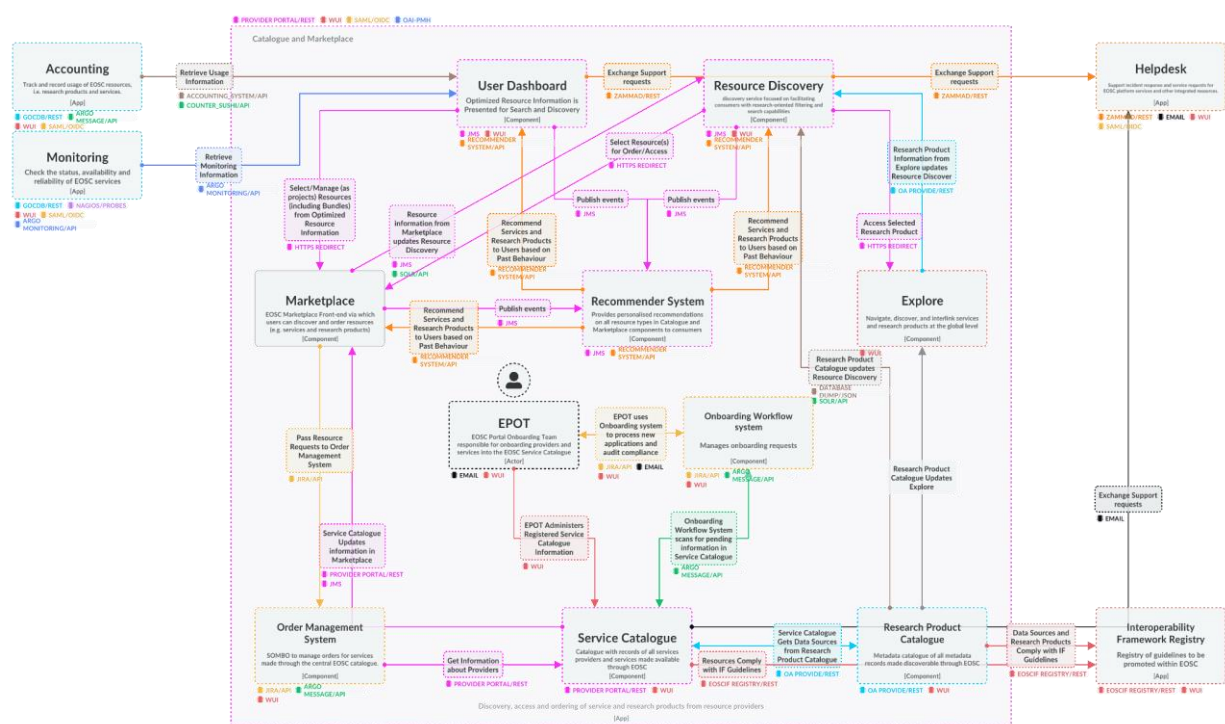 PROVIDER PORTAL/REST WUI SAML/OIDC OAI-PMH
Catalogue and Marketplace
Accounting
Track and record usage of EOSC resources,
i.e. research products and services.
[App]
GOCDB/REST ARGO
MESSAGE/API
WUI SAML/OIDC
Monitoring
Check the status, availability and
reliability of EOSC services
[App]
GOCDB/REST NAGIOS/PROBES
WUI SAML/OIDC
ARGO
MONITORING/API
Retrieve Usage
Information
ACCOUNTING_SYSTEM/API
COUNTER_SUSHI/API
Retrieve
Monitoring
Information
ARGO
MONITORING/API
User Dashboard
Optimized Resource Information is
Presented for Search and Discovery
[Component]
JMS WUI
RECOMMENDER
SYSTEM/API
Exchange Support
requests
ZAMMAD/REST
Resource Discovery
discovery service focused on facilitating
consumers with research-oriented filtering and
search capabilities
[Component]
JMS WUI
RECOMMENDER
SYSTEM/API
Exchange Support
requests
ZAMMAD/REST
Helpdesk
Support incident response and service requests for
EOSC platform services and other integrated resources.
[App]
ZAMMAD/REST EMAIL WUI
SAML/OIDC
Select/Manage (as
projects) Resources
(including Bundles)
from Optimized
Resource
Information
HTTPS REDIRECT
Resource
information from
Marketplace
updates Resource
Discovery
JMS
SOLR/API
Recommend
Services and
Research Products
to Users based on
Past Behaviour
RECOMMENDER
SYSTEM/API
Select Resource(s)
for Order/Access
HTTPS REDIRECT
Publish events
JMS
Publish events
JMS
Recommend
Services and
Research Products
to Users based on
Past Behaviour
RECOMMENDER
SYSTEM/API
Research Product
Information from
Explore updates
Resource Discover
OA PROVIDE/REST
Access Selected
Research Product
HTTPS REDIRECT
Marketplace
EOSC Marketplace Front-end via which
users can discover and order resources
(e.g. services and research products)
[Component]
Recommend
Services and
Research Products
to Users based on
Past Behaviour
RECOMMENDER
SYSTEM/API
Publish events
JMS
Recommender System
Provides personalised recommendations
on all resource types in Catalogue and
Marketplace components to consumers
[Component]
JMS RECOMMENDER
SYSTEM/API
Explore
Navigate, discover, and interlink services
and research products at the global level
[Component]
WUI
Research Product
Catalogue updates
Resource Discovery
DATABASE
DUMP/JSON
SOLR/API
EPOT
EOSC Portal Onboarding Team
responsible for onboarding providers and
services into the EOSC Service Catalogue
[Actor]
EMAIL WUI
EPOT uses
Onboarding system
to process new
applications and
audit compliance
JIRA/API EMAIL
WUI
Onboarding Workflow
system
Manages onboarding requests
[Component]
JIRA/API ARGO
MESSAGE/API
WUI
Pass Resource
Requests to Order
Management
System
JIRA/API
Research Product
Catalogue Updates
Explore
Exchange Support
requests
EMAIL
Service Catalogue
Updates
information in
Marketplace
PROVIDER PORTAL/REST
JMS
EPOT Administers
Registered Service
Catalogue
Information
WUI
Onboarding
Workflow System
scans for pending
information in
Service Catalogue
ARGO
MESSAGE/API
Order Management
System
SOMBO to manage orders for services
made through the central EOSC catalogue.
[Component]
JIRA/API ARGO
MESSAGE/API
WUI
Get Information
about Providers
PROVIDER PORTAL/REST
Service Catalogue
Catalogue with records of all services
providers and services made available
through EOSC
[Component]
PROVIDER PORTAL/REST WUI
Resources Comply
with IF Guidelines
EOSCIF REGISTRY/REST
Service Catalogue
Gets Data Sources
from Research
Product Catalogue
OA PROVIDE/REST
Research Product
Catalogue
Metadata catalogue of all metadata
records made discoverable through EOSC
[Component]
OA PROVIDE/REST WUI
Data Sources and
Research Products
Comply with IF
Guidelines
EOSCIF REGISTRY/REST
Interoperability
Framework Registry
Registry of guidelines to be
promoted within EOSC
[App]
EOSCIF REGISTRY/REST WUI
Discovery, access and ordering of service and research products from resource providers
[App]